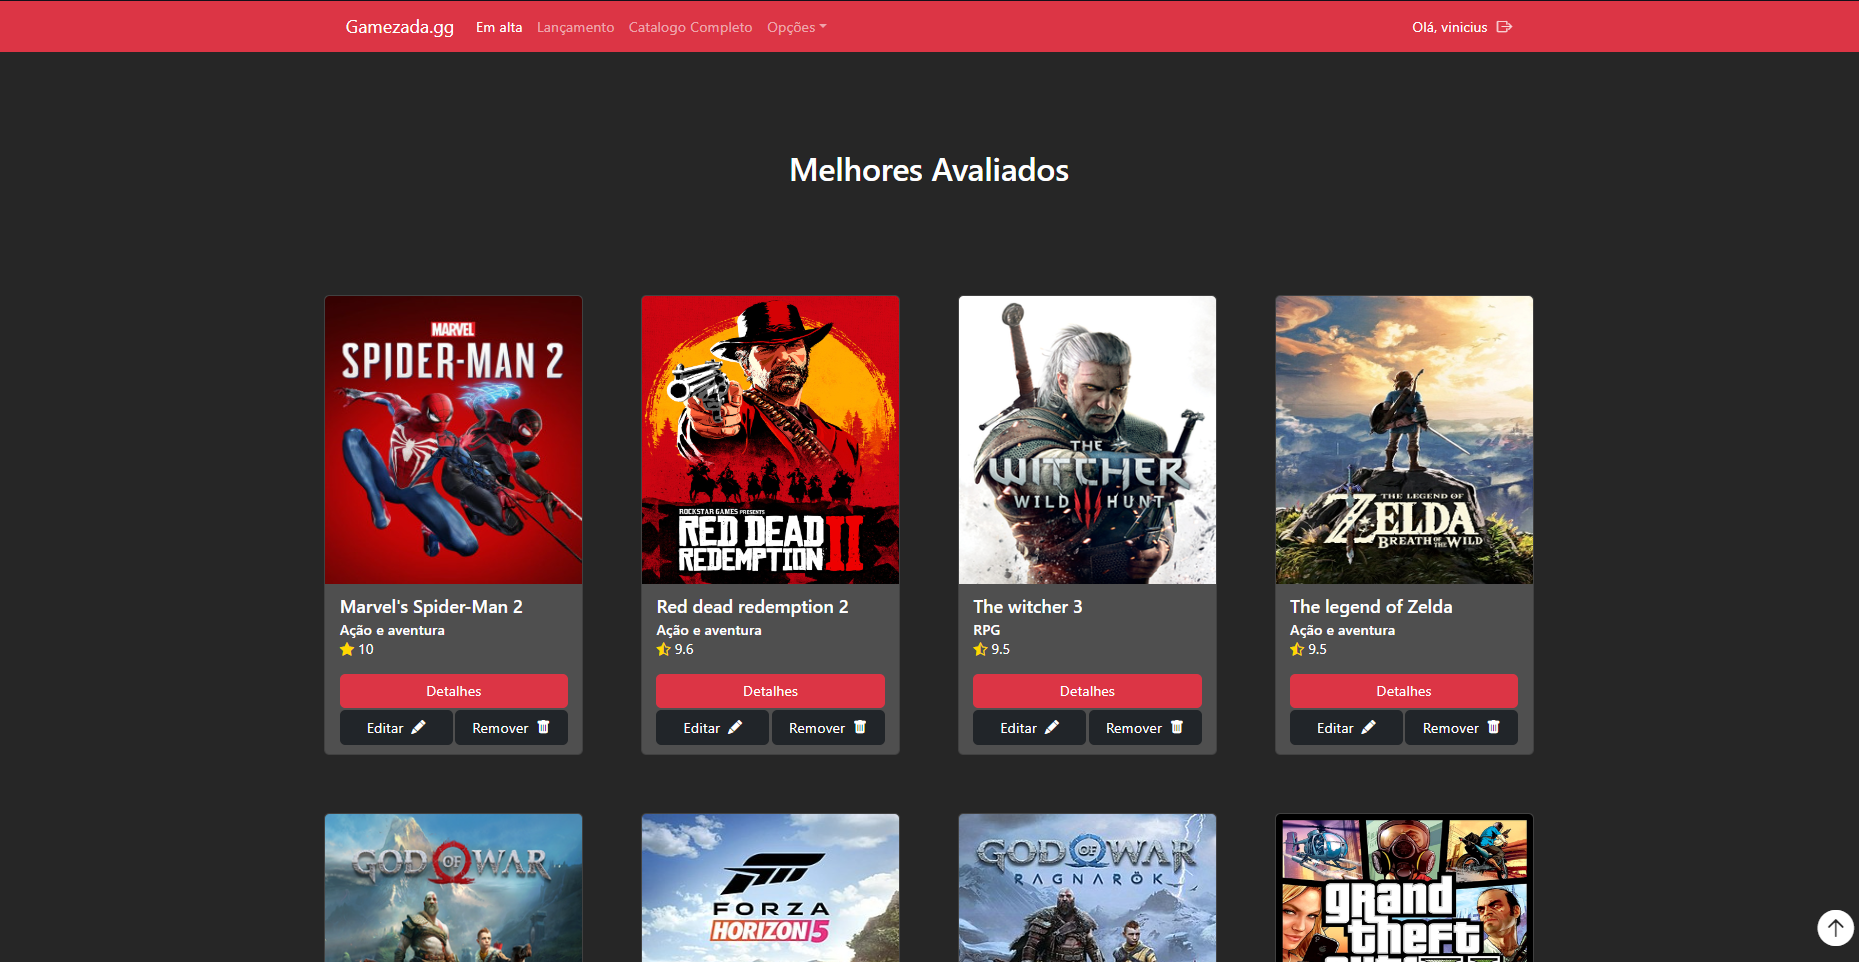 Gamezada.gg Em alta Lançamento Catalogo Completo Opções Olá, vinicius
Melhores Avaliados
MARVEL
SPIDER-MAN 2
ROCKSTAR GAMES PRESENTS
RED DEAD
REDEMPTION II
THE
WITCHER
WILD HUNT
THE LEGEND OF
ZELDA
BREATH OF THE WILD
Marvel's Spider-Man 2
Ação e aventura
10
Detalhes
Editar Remover
Red dead redemption 2
Ação e aventura
9.6
Detalhes
Editar Remover
The witcher 3
RPG
9.5
Detalhes
Editar Remover
The legend of Zelda
Ação e aventura
9.5
Detalhes
Editar Remover
GOD OF WAR
FORZA
HORIZON 5
GOD OF WAR
RAGNARÖK
grand
theft